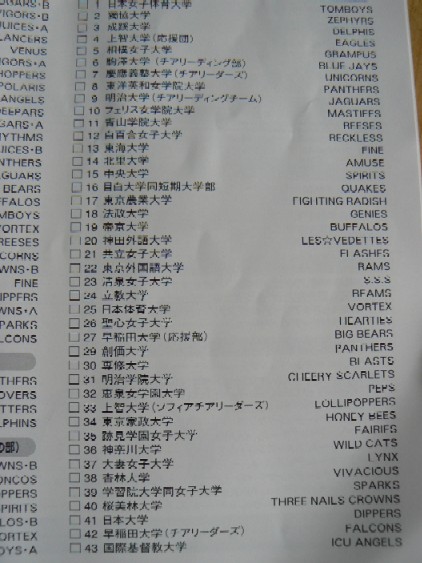 1 日本女子体育大学 TOMBOYS
2 獨協大学 ZEPHYRS
3 成蹊大学 DELPHIS
4 上智大学(応援団) EAGLES
5 相模女子大学 GRAMPUS
6 駒澤大学(チアリーディング部) BLUE JAYS
7 慶應義塾大学(チアリーダーズ) UNICORNS
8 東洋英和女学院大学 PANTHERS
9 明治大学(チアリーディングチーム) JAGUARS
10 フェリス女学院大学 MASTIFFS
11 青山学院大学 REESES
12 白百合女子大学 RECKLESS
13 東海大学 FINE
14 北里大学 AMUSE
15 中央大学 SPIRITS
16 目白大学同短期大学部 QUAKES
17 東京農業大学 FIGHTING RADISH
18 法政大学 GENIES
19 帝京大学 BUFFALOS
20 神田外語大学 LES☆VEDETTES
21 共立女子大学 FLASHES
22 東京外国語大学 RAMS
23 清泉女子大学 S.S.S
24 立教大学 REAMS
25 日本体育大学 VORTEX
26 聖心女子大学 HEARTIES
27 早稲田大学(応援部) BIG BEARS
29 創価大学 PANTHERS
30 専修大学 BLASTS
31 明治学院大学 CHEERY SCARLETS
32 恵泉女学園大学 PEPS
33 上智大学(ソフィアチアリーダーズ) LOLLIPOPPERS
34 東京家政大学 HONEY BEES
35 跡見学園女子大学 FAIRIES
36 神奈川大学 WILD CATS
37 大妻女子大学 LYNX
38 杏林大学 VIVACIOUS
39 学習院大学同女子大学 SPARKS
40 桜美林大学 THREE NAILS CROWNS
41 日本大学 DIPPERS
42 早稲田大学(チアリーダーズ) FALCONS
43 国際基督教大学 ICU ANGELS